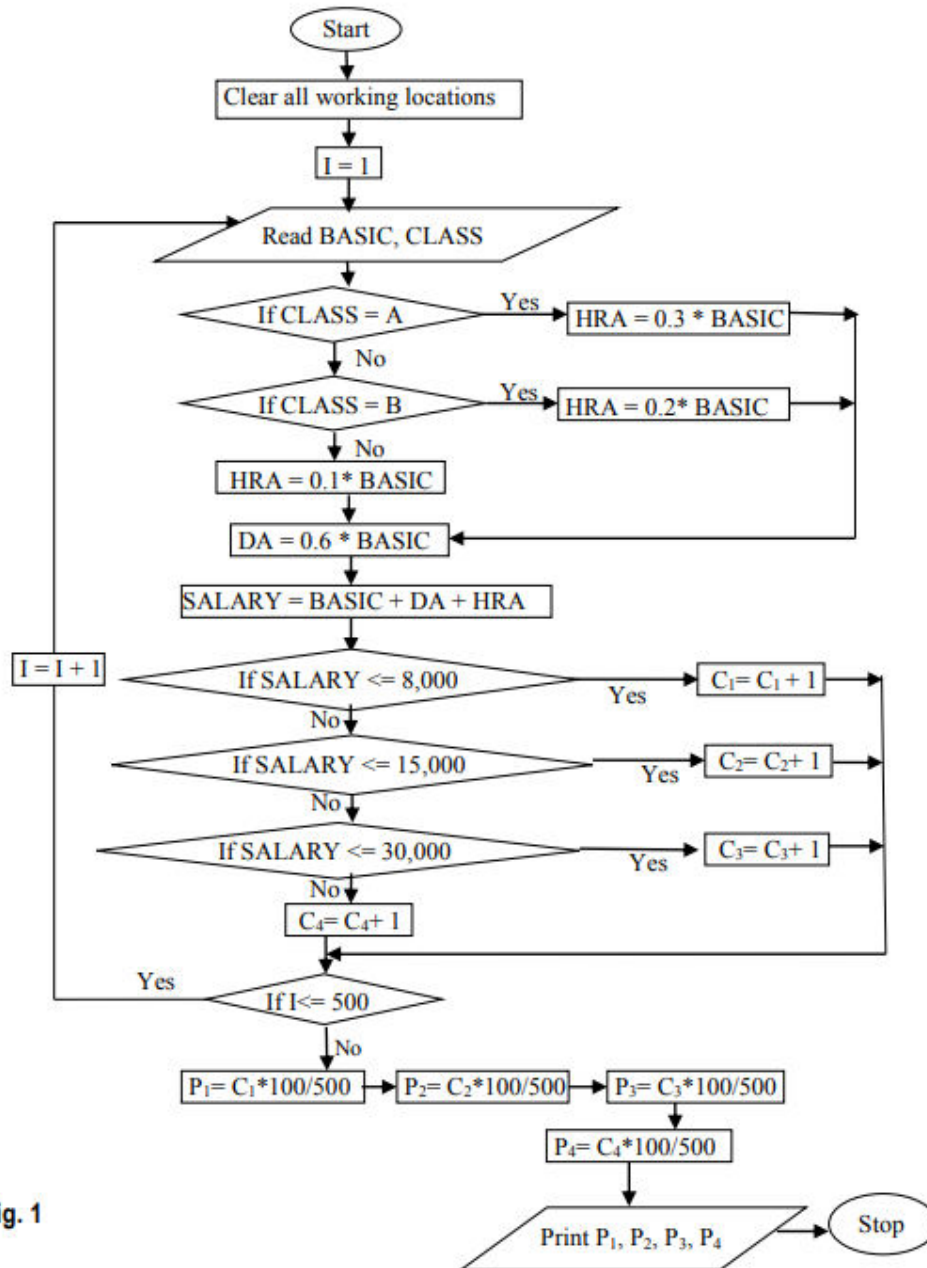 Start
Clear all working locations
I = 1
Read BASIC, CLASS
If CLASS = A
Yes
HRA = 0.3 * BASIC
No
If CLASS = B
Yes
HRA = 0.2* BASIC
No
HRA = 0.1* BASIC
DA = 0.6 * BASIC
SALARY = BASIC + DA + HRA
I = I + 1
If SALARY <= 8,000
Yes
C₁= C₁ + 1
No
If SALARY <= 15,000
Yes
C₂= C₂+ 1
No
If SALARY <= 30,000
Yes
C₃= C₃+ 1
No
C₄= C₄+ 1
Yes
If I<= 500
No
P₁= C₁*100/500
P₂= C₂*100/500
P₃= C₃*100/500
P₄= C₄*100/500
ig. 1
Print P₁, P₂, P₃, P₄
Stop